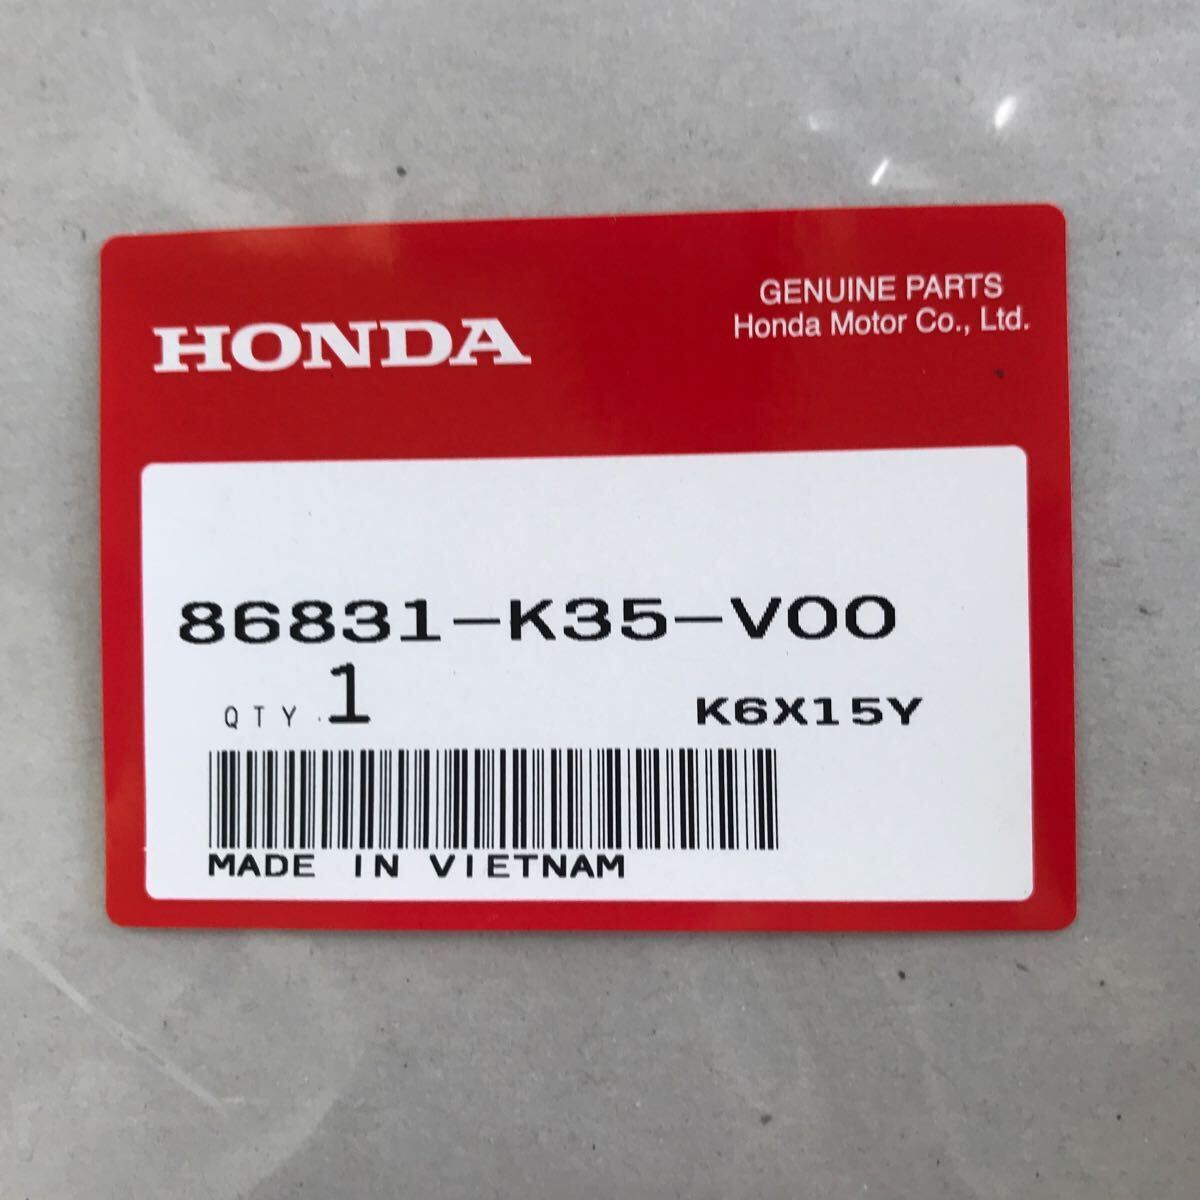 HONDA
GENUINE PARTS
Honda Motor Co., Ltd.
86831-K35-V00
QTY. 1
K6X15Y
MADE IN VIETNAM